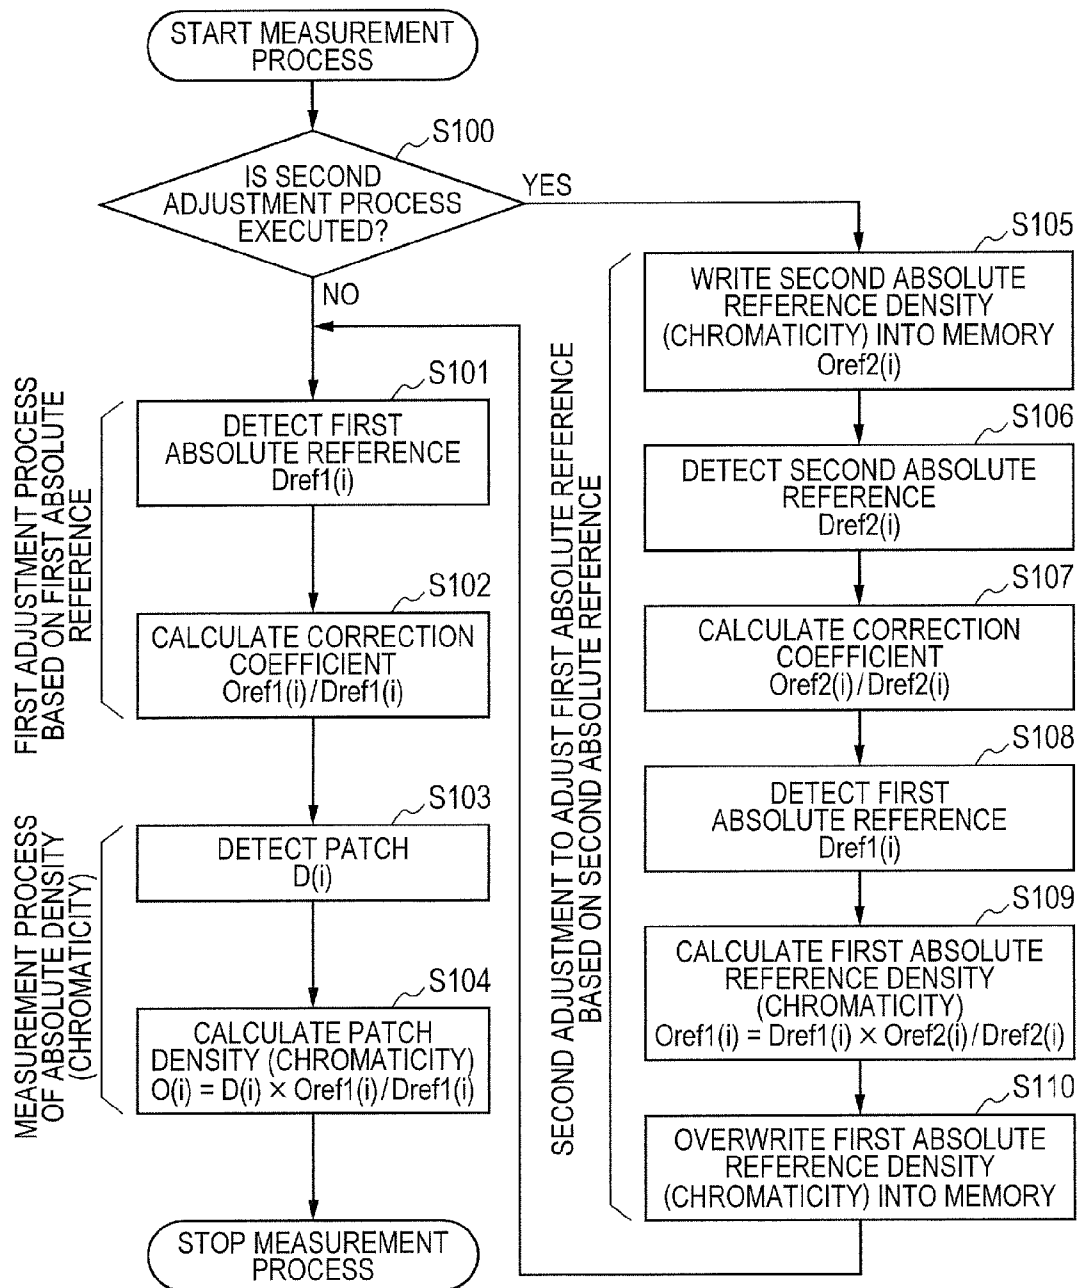 START MEASUREMENT
PROCESS
S100
IS SECOND
ADJUSTMENT PROCESS
EXECUTED?
YES
NO
FIRST ADJUSTMENT PROCESS
BASED ON FIRST ABSOLUTE
REFERENCE
S101
DETECT FIRST
ABSOLUTE REFERENCE
Dref1(i)
S102
CALCULATE CORRECTION
COEFFICIENT
Oref1(i)/Dref1(i)
MEASUREMENT PROCESS
OF ABSOLUTE DENSITY
(CHROMATICITY)
S103
DETECT PATCH
D(i)
S104
CALCULATE PATCH
DENSITY (CHROMATICITY)
O(i) = D(i) × Oref1(i)/Dref1(i)
STOP MEASUREMENT
PROCESS
SECOND ADJUSTMENT TO ADJUST FIRST ABSOLUTE REFERENCE
BASED ON SECOND ABSOLUTE REFERENCE
S105
WRITE SECOND ABSOLUTE
REFERENCE DENSITY
(CHROMATICITY) INTO MEMORY
Oref2(i)
S106
DETECT SECOND ABSOLUTE
REFERENCE
Dref2(i)
S107
CALCULATE CORRECTION
COEFFICIENT
Oref2(i)/Dref2(i)
S108
DETECT FIRST
ABSOLUTE REFERENCE
Dref1(i)
S109
CALCULATE FIRST ABSOLUTE
REFERENCE DENSITY
(CHROMATICITY)
Oref1(i) = Dref1(i) × Oref2(i)/Dref2(i)
S110
OVERWRITE FIRST ABSOLUTE
REFERENCE DENSITY
(CHROMATICITY) INTO MEMORY